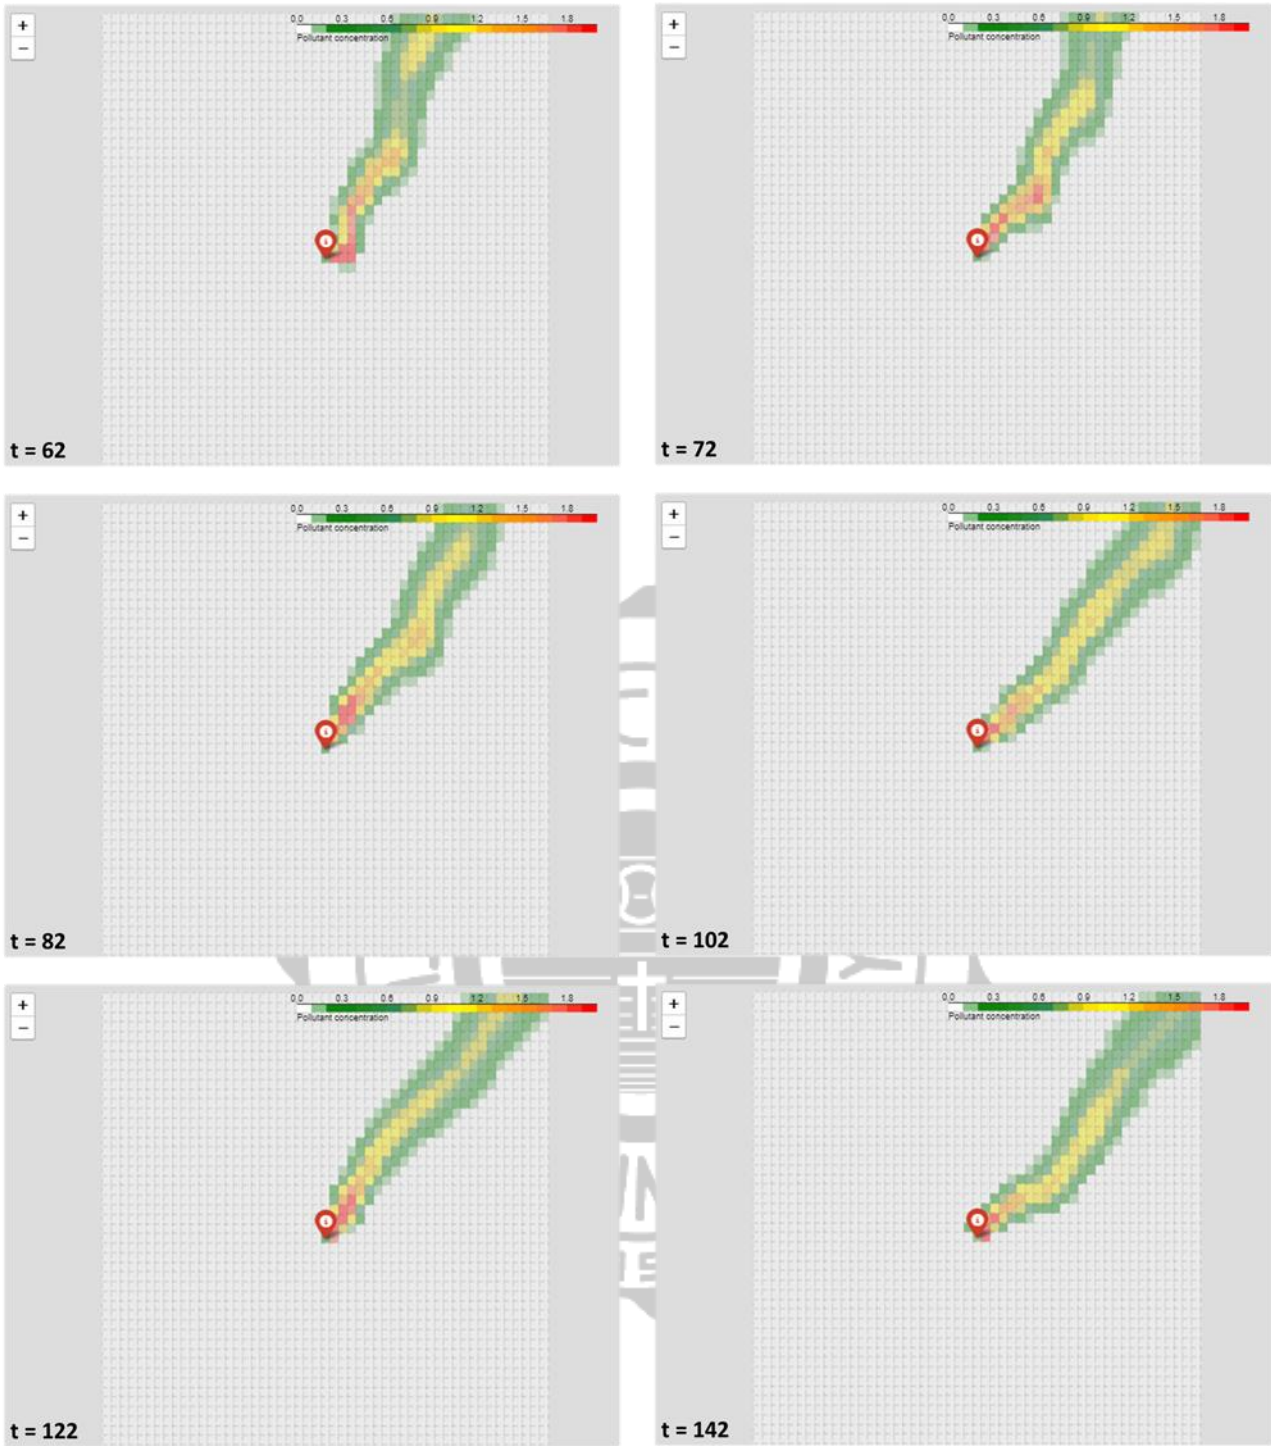 +
−
0.0 0.3 0.6 0.9 1.2 1.5 1.8
Pollutant concentration
t = 62
+
−
0.0 0.3 0.6 0.9 1.2 1.5 1.8
Pollutant concentration
t = 72
+
−
0.0 0.3 0.6 0.9 1.2 1.5 1.8
Pollutant concentration
t = 82
+
−
0.0 0.3 0.6 0.9 1.2 1.5 1.8
Pollutant concentration
t = 102
+
−
0.0 0.3 0.6 0.9 1.2 1.5 1.8
Pollutant concentration
t = 122
+
−
0.0 0.3 0.6 0.9 1.2 1.5 1.8
Pollutant concentration
t = 142